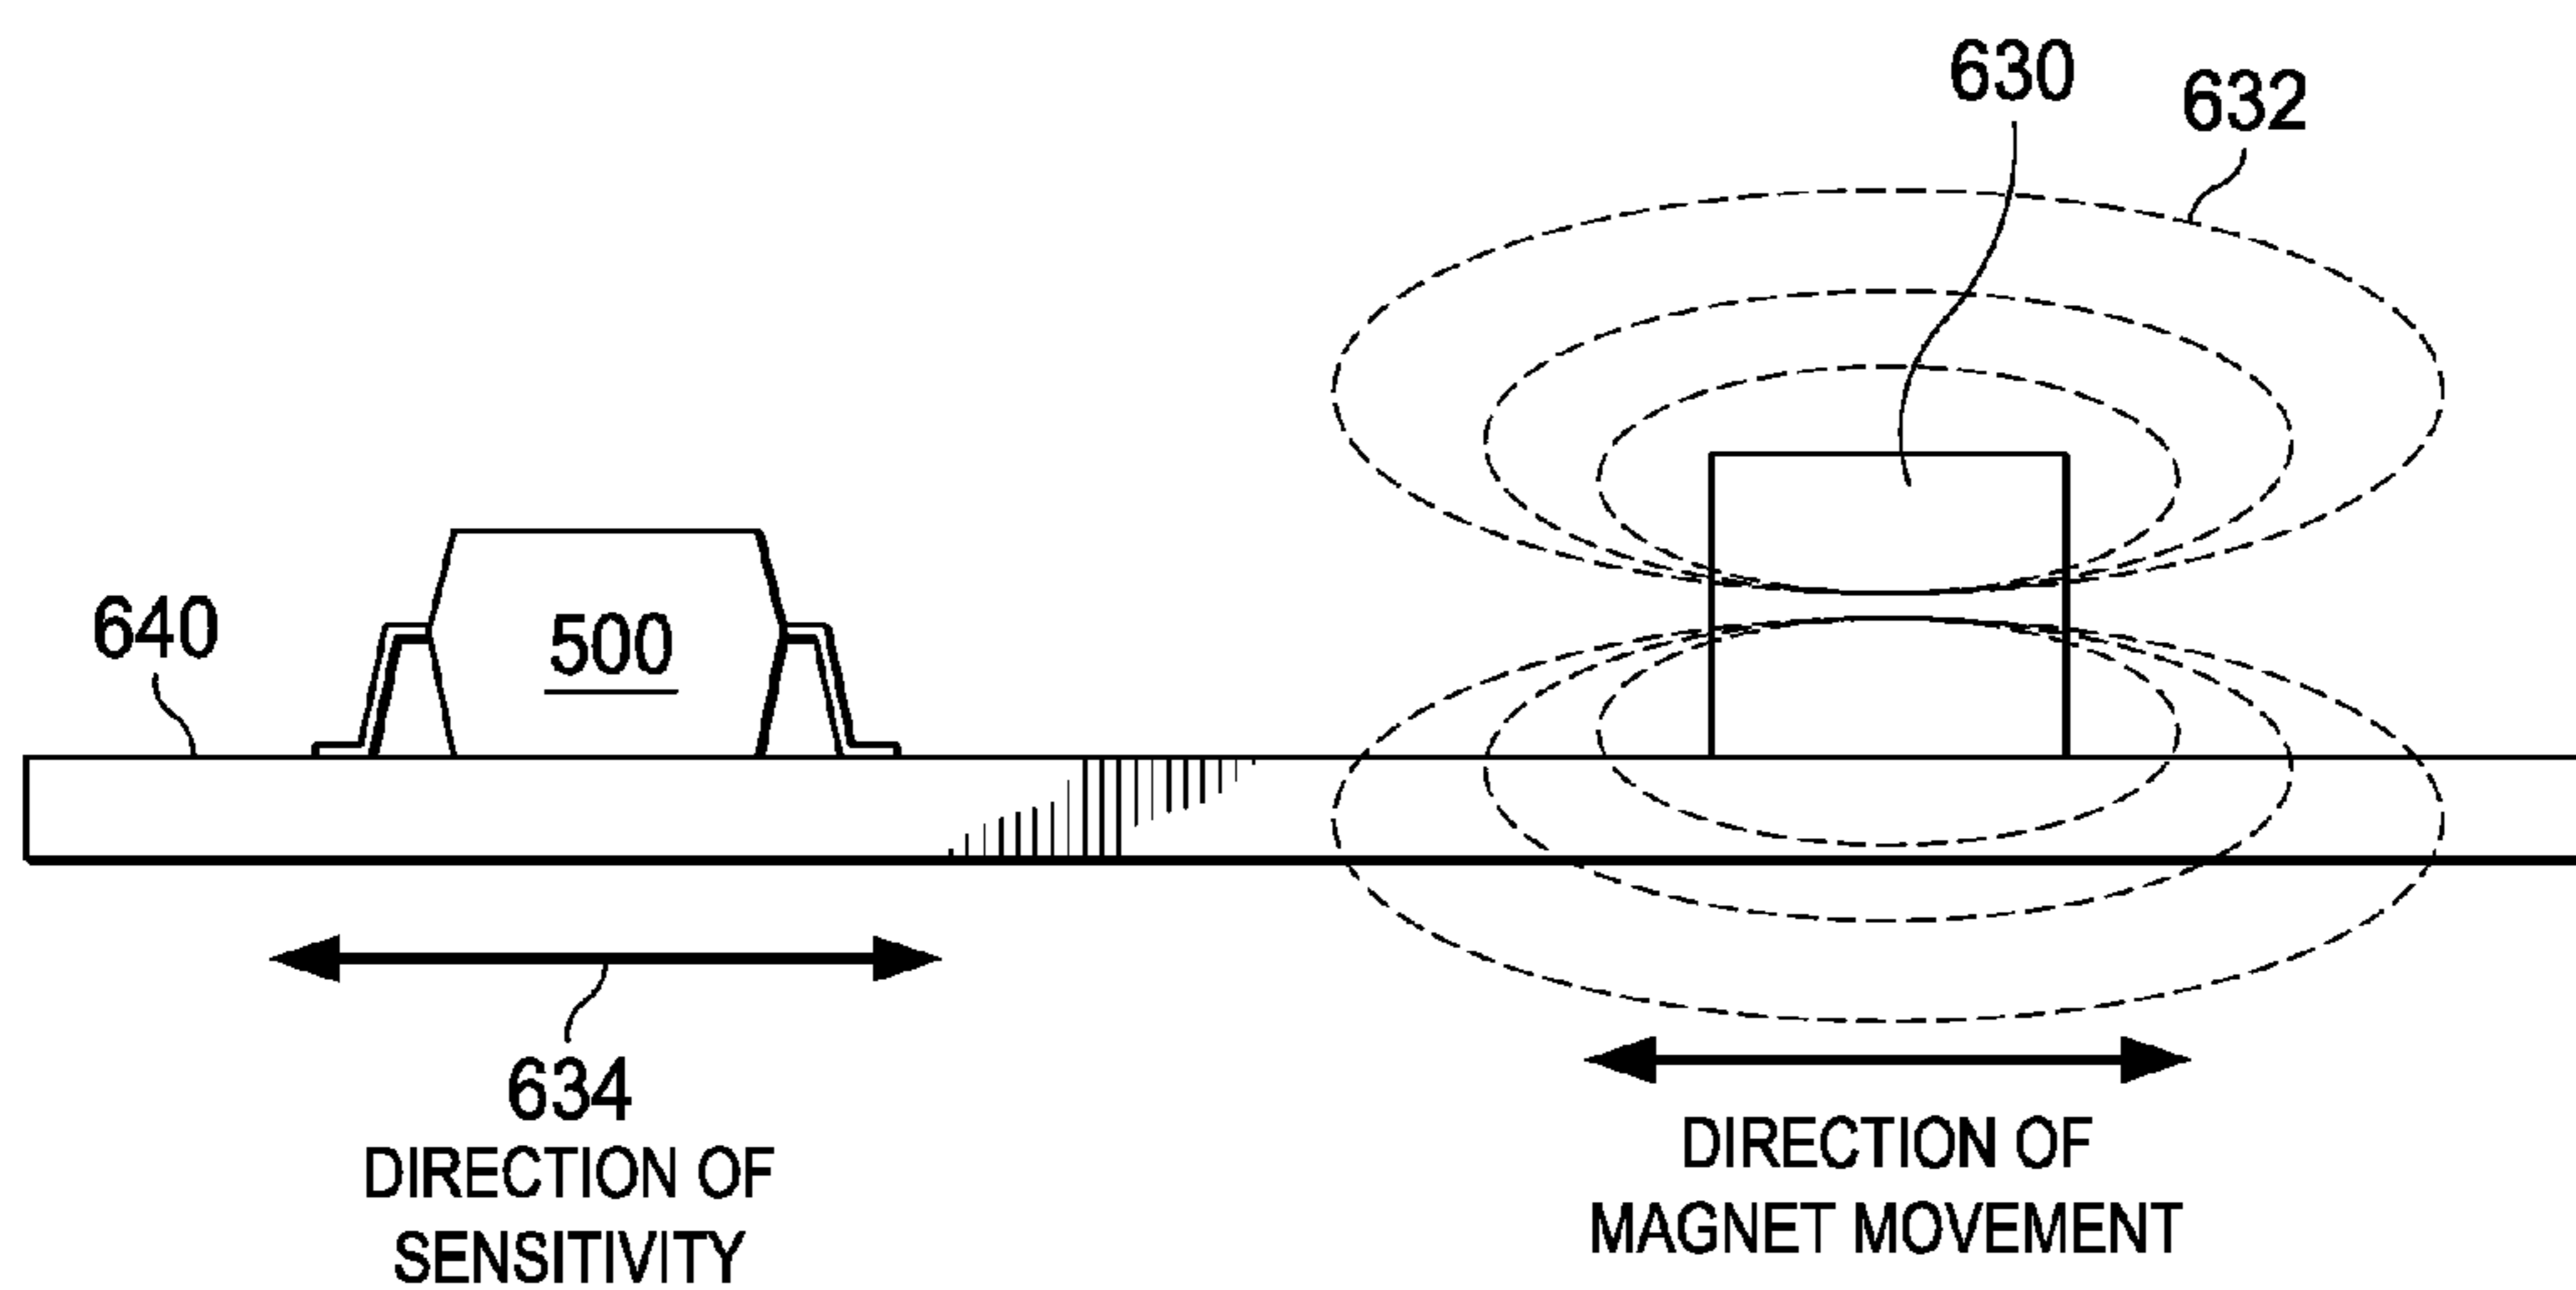 630
632
640
500
634
DIRECTION OF
SENSITIVITY
DIRECTION OF
MAGNET MOVEMENT